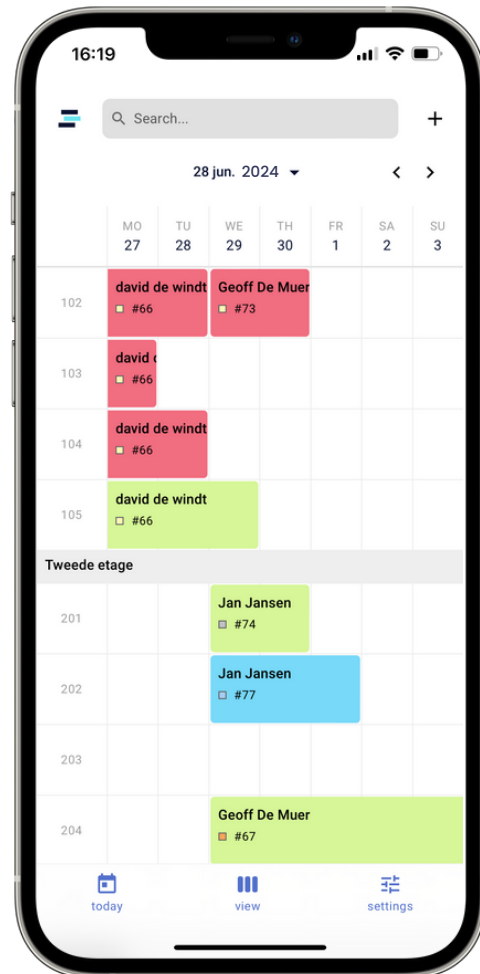 16:19
Search...
28 jun. 2024
MO TU WE TH FR SA SU
27 28 29 30 1 2 3
102
david de windt
#66
Geoff De Muer
#73
103
david
#66
104
david de windt
#66
105
david de windt
#66
Tweede etage
201
Jan Jansen
#74
202
Jan Jansen
#77
203
204
Geoff De Muer
#67
today view settings